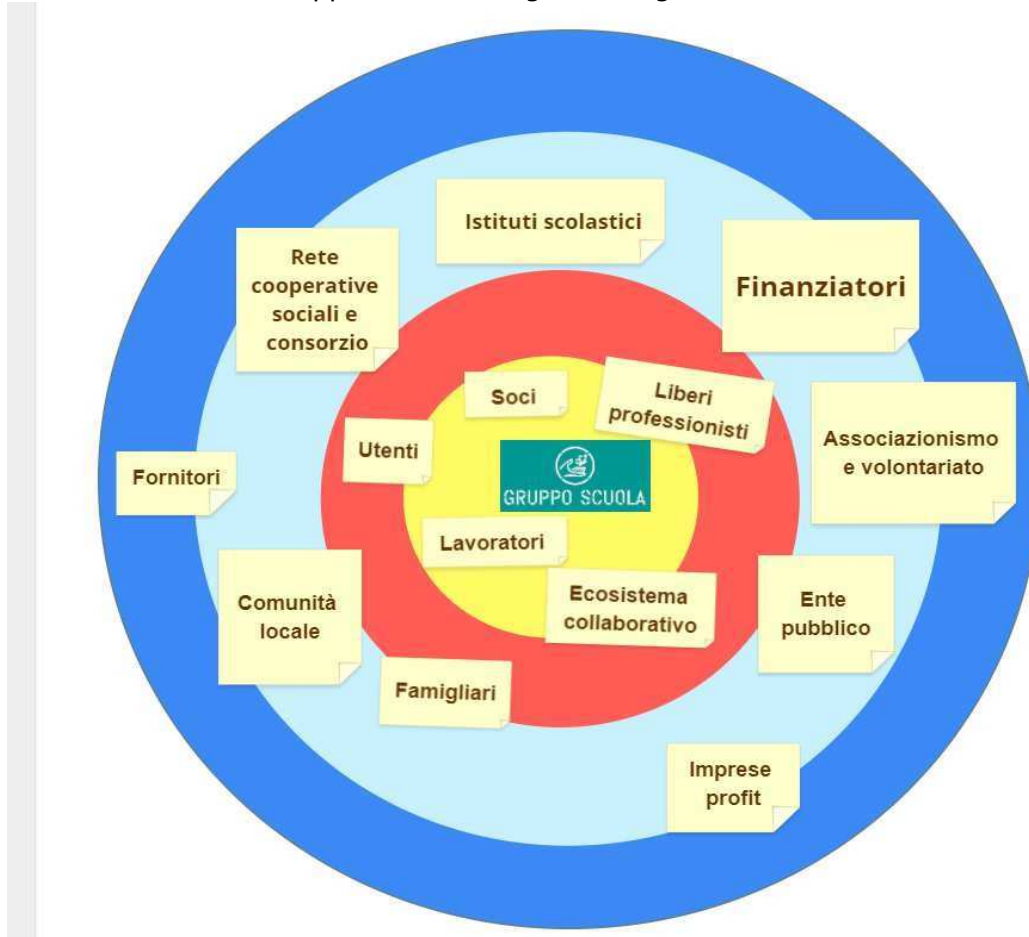 Istituti scolastici
Rete
cooperative
sociali e
consorzio
Finanziatori
Soci
Liberi
professionisti
Utenti
Associazionismo
e volontariato
Fornitori
GRUPPO SCUOLA
Lavoratori
Ecosistema
collaborativo
Comunità
locale
Ente
pubblico
Famigliari
Imprese
profit